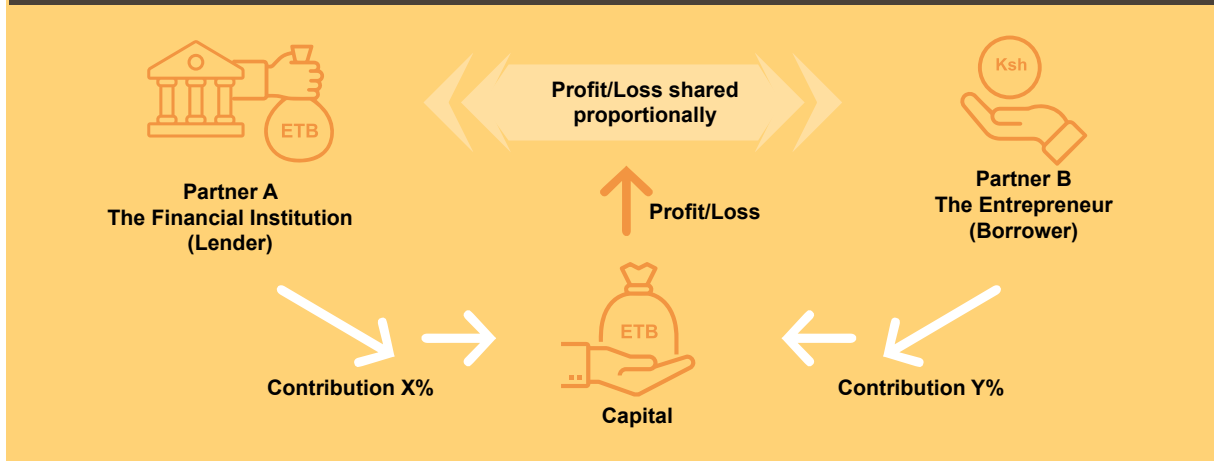 ETB
Ksh
Profit/Loss shared
proportionally
Partner A
The Financial Institution
(Lender)
Profit/Loss
Partner B
The Entrepreneur
(Borrower)
ETB
Contribution X%
Capital
Contribution Y%